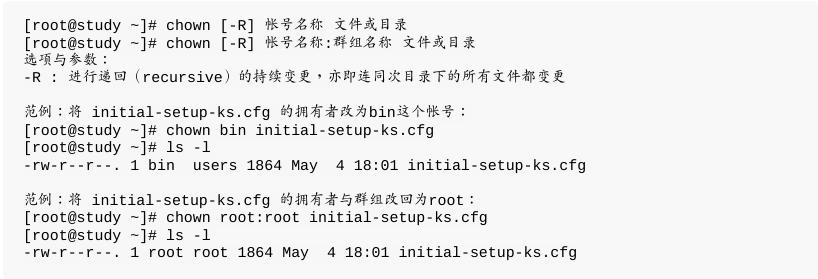 [root@study ~]# chown [-R] 帐号名称 文件或目录
[root@study ~]# chown [-R] 帐号名称:群组名称 文件或目录
选项与参数：
-R : 进行递回（recursive）的持续变更，亦即连同次目录下的所有文件都变更
范例：将 initial-setup-ks.cfg 的拥有者改为bin这个帐号：
[root@study ~]# chown bin initial-setup-ks.cfg
[root@study ~]# ls -l
-rw-r--r--. 1 bin  users 1864 May  4 18:01 initial-setup-ks.cfg
范例：将 initial-setup-ks.cfg 的拥有者与群组改回为root：
[root@study ~]# chown root:root initial-setup-ks.cfg
[root@study ~]# ls -l
-rw-r--r--. 1 root root 1864 May  4 18:01 initial-setup-ks.cfg